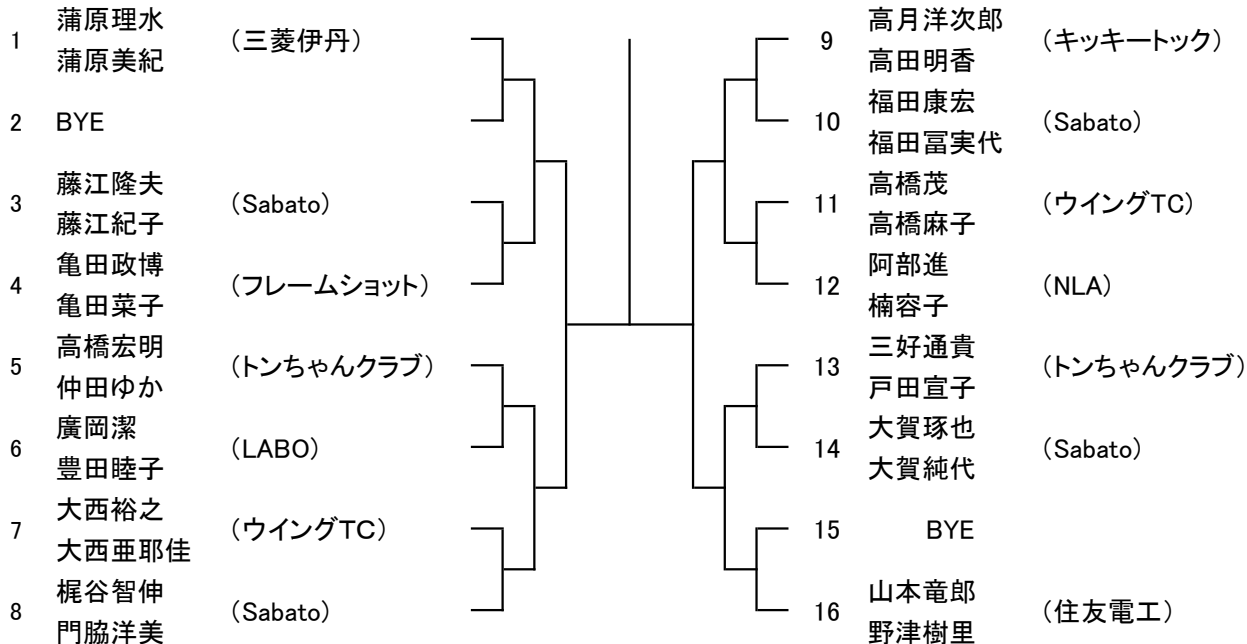 1 蒲原理水 (三菱伊丹)
蒲原美紀
2 BYE
3 藤江隆夫 (Sabato)
藤江紀子
4 亀田政博 (フレームショット)
亀田菜子
5 高橋宏明 (トンちゃんクラブ)
仲田ゆか
6 廣岡潔 (LABO)
豊田睦子
7 大西裕之 (ウイングTC)
大西亜耶佳
8 梶谷智伸 (Sabato)
門脇洋美
9 高月洋次郎 (キッキートック)
高田明香
10 福田康宏 (Sabato)
福田冨実代
11 高橋茂 (ウイングTC)
高橋麻子
12 阿部進 (NLA)
楠容子
13 三好通貴 (トンちゃんクラブ)
戸田宣子
14 大賀琢也 (Sabato)
大賀純代
15 BYE
16 山本竜郎 (住友電工)
野津樹里